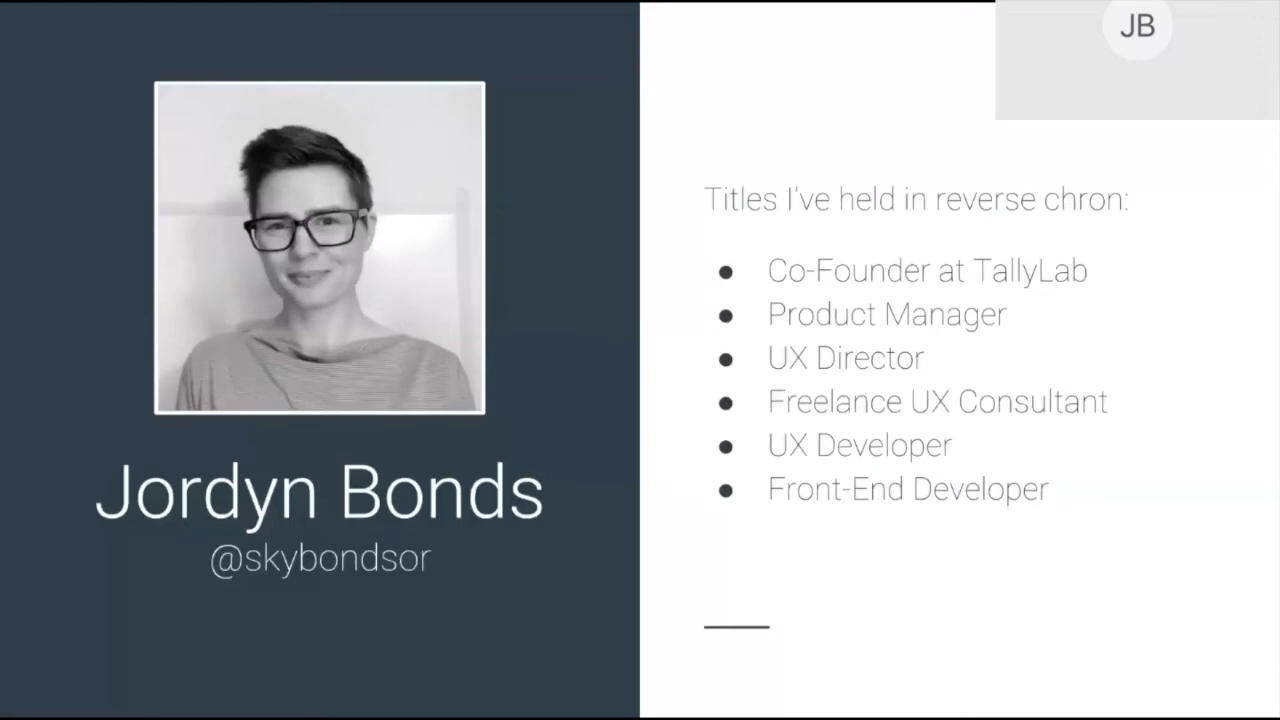 JB
Titles I've held in reverse chron:
● Co-Founder at TallyLab
● Product Manager
● UX Director
● Freelance UX Consultant
● UX Developer
● Front-End Developer
Jordyn Bonds
@skybondsor